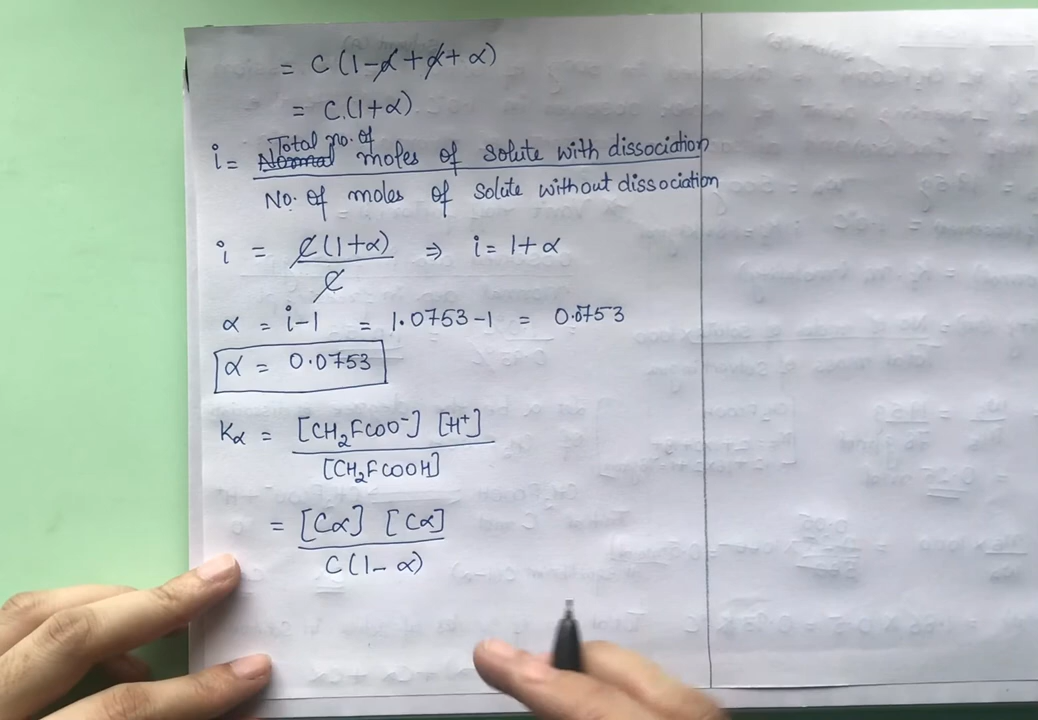 = C (1-α+α+α)
= C.(1+α)
i = Total no. of moles of solute with dissociation
No. of moles of solute without dissociation
i = C(1+α) / C ⇒ i = 1+α
α = i-1 = 1.0753-1 = 0.0753
α = 0.0753
Kα = [CH₂FCOO⁻] [H⁺]
[CH₂FCOOH]
= [Cα] [Cα]
C(1-α)